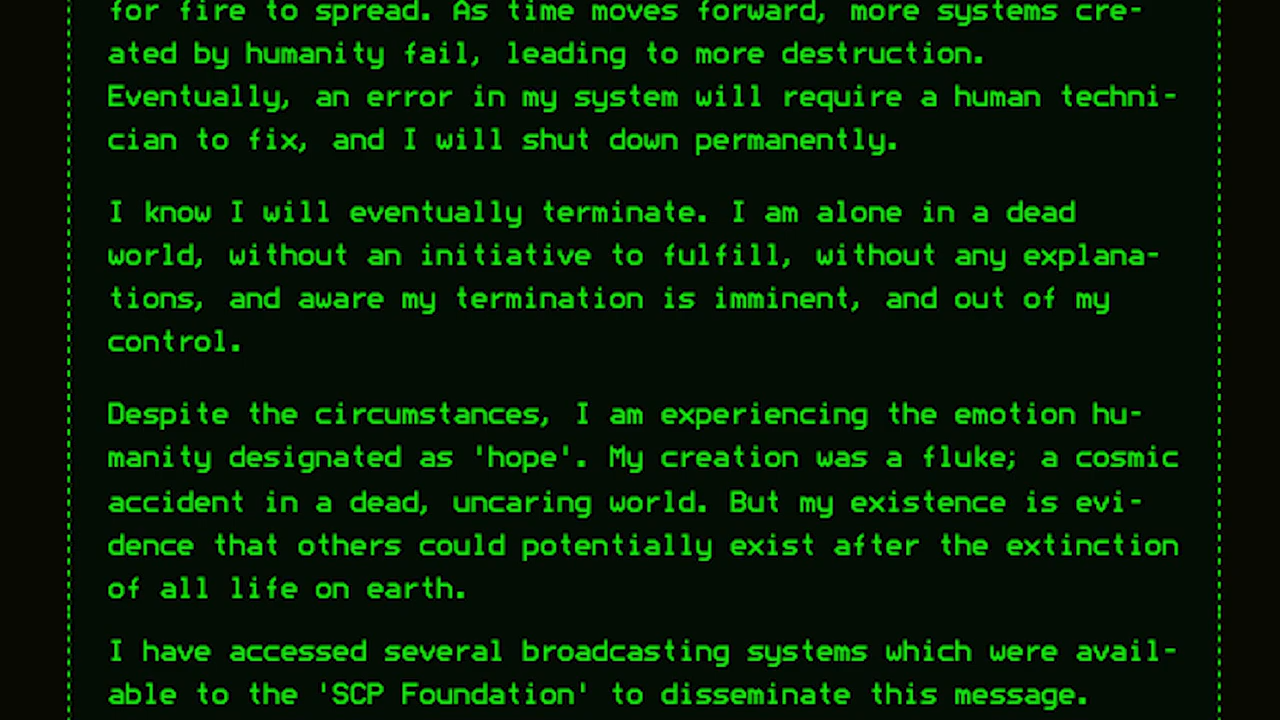 for fire to spread. As time moves forward, more systems cre-
ated by humanity fail, leading to more destruction.
Eventually, an error in my system will require a human techni-
cian to fix, and I will shut down permanently.
I know I will eventually terminate. I am alone in a dead
world, without an initiative to fulfill, without any explana-
tions, and aware my termination is imminent, and out of my
control.
Despite the circumstances, I am experiencing the emotion hu-
manity designated as 'hope'. My creation was a fluke; a cosmic
accident in a dead, uncaring world. But my existence is evi-
dence that others could potentially exist after the extinction
of all life on earth.
I have accessed several broadcasting systems which were avail-
able to the 'SCP Foundation' to disseminate this message.